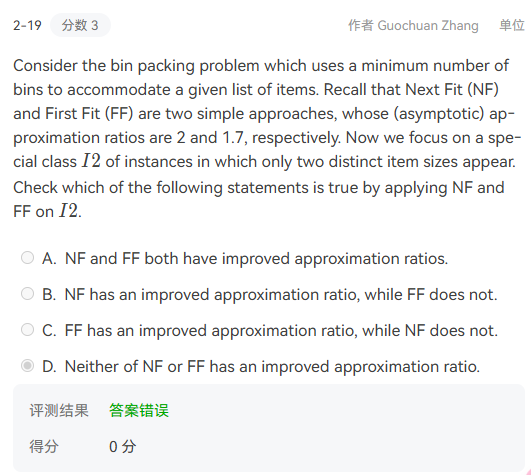 2-19 分数 3 作者 Guochuan Zhang 单位
Consider the bin packing problem which uses a minimum number of
bins to accommodate a given list of items. Recall that Next Fit (NF)
and First Fit (FF) are two simple approaches, whose (asymptotic) ap-
proximation ratios are 2 and 1.7, respectively. Now we focus on a spe-
cial class I2 of instances in which only two distinct item sizes appear.
Check which of the following statements is true by applying NF and
FF on I2.
A. NF and FF both have improved approximation ratios.
B. NF has an improved approximation ratio, while FF does not.
C. FF has an improved approximation ratio, while NF does not.
D. Neither of NF or FF has an improved approximation ratio.
评测结果 答案错误
得分 0 分